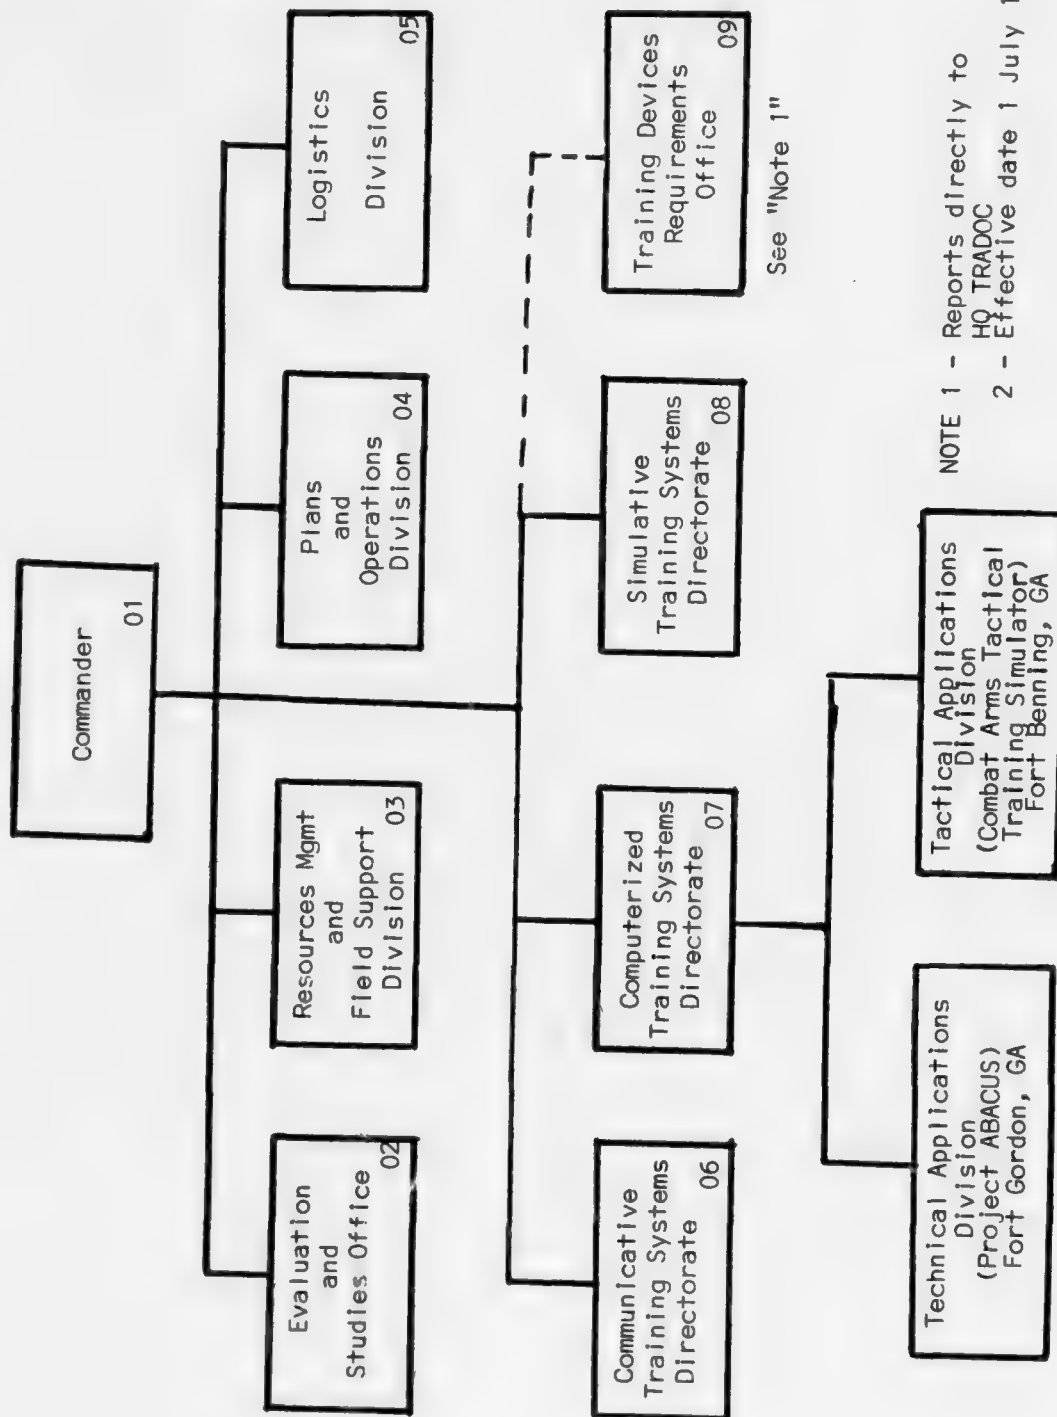 Commander
01
Evaluation
and
Studies Office
02
Resources Mgmt
and
Field Support
Division
03
Plans
and
Operations
Division
04
Logistics
Division
05
Communicative
Training Systems
Directorate
06
Computerized
Training Systems
Directorate
07
Simulative
Training Systems
Directorate
08
Training Devices
Requirements
Office
09
See "Note 1"
Technical Applications
Division
(Project ABACUS)
Fort Gordon, GA
Tactical Applications
Division
(Combat Arms Tactical
Training Simulator)
Fort Benning, GA
NOTE 1 - Reports directly to
HQ TRADOC
2 - Effective date 1 July